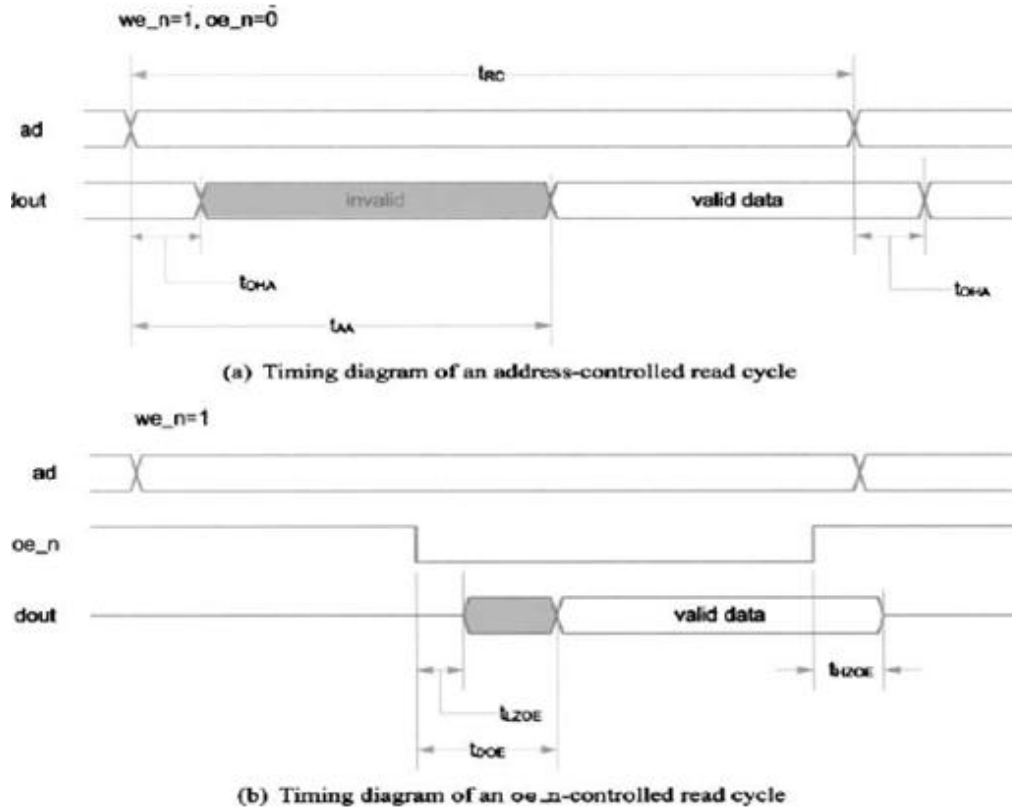 we_n=1, oe_n=0
tRC
ad
dout
invalid
valid data
tOHA
tOHA
tAA
(a) Timing diagram of an address-controlled read cycle
we_n=1
ad
oe_n
dout
valid data
tHZOE
tLZOE
tDOE
(b) Timing diagram of an oe_n-controlled read cycle